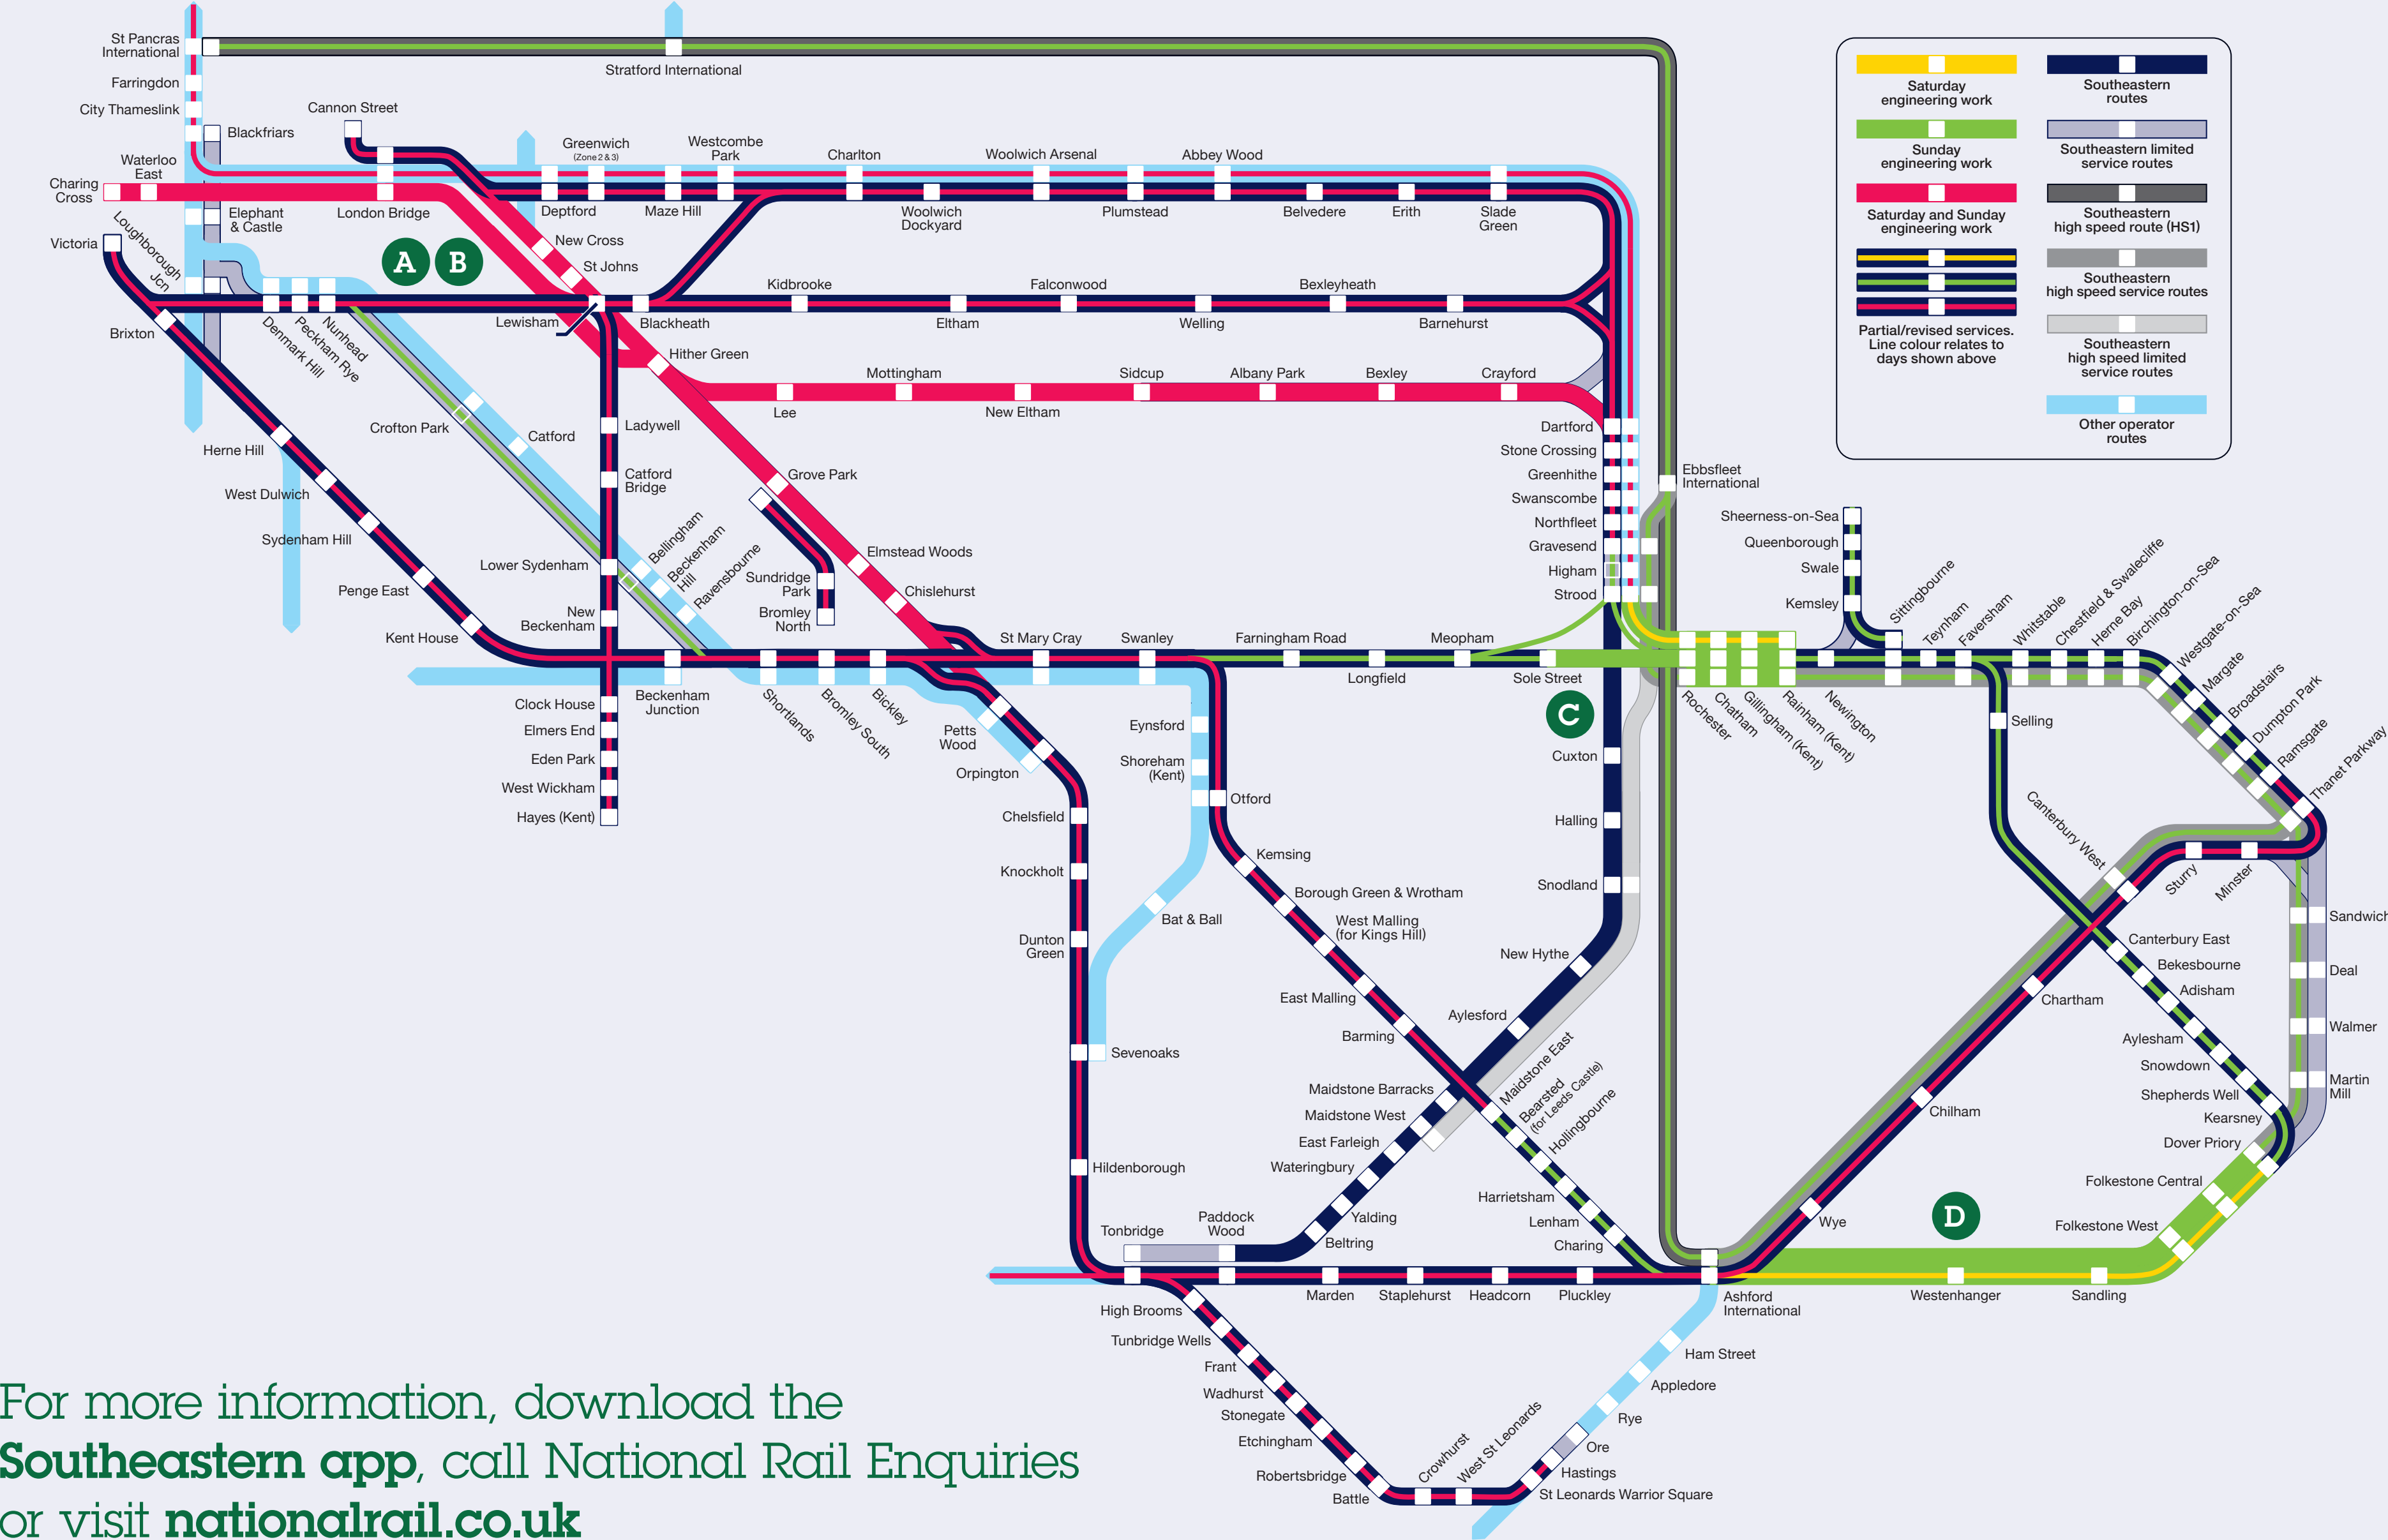 St Pancras
International
Farringdon
City Thameslink
Blackfriars
Waterloo
East
Charing
Cross
Elephant
& Castle
Loughborough
Jcn
Victoria
Brixton
Stratford International
Cannon Street
London Bridge
Greenwich
(Zone 2 & 3)
Westcombe
Park
Charlton
Woolwich Arsenal
Abbey Wood
Deptford
Maze Hill
Woolwich
Dockyard
Plumstead
Belvedere
Erith
Slade
Green
New Cross
St Johns
A
B
Lewisham
Blackheath
Kidbrooke
Eltham
Falconwood
Welling
Bexleyheath
Barnehurst
Denmark Hill
Peckham Rye
Nunhead
Hither Green
Lee
Mottingham
New Eltham
Sidcup
Albany Park
Bexley
Crayford
Crofton Park
Catford
Ladywell
Catford
Bridge
Herne Hill
West Dulwich
Sydenham Hill
Penge East
Kent House
Lower Sydenham
New
Beckenham
Bellingham
Beckenham
Hill
Ravensbourne
Grove Park
Sundridge
Park
Bromley
North
Elmstead Woods
Chislehurst
Clock House
Elmers End
Eden Park
West Wickham
Hayes (Kent)
Beckenham
Junction
Shortlands
Bromley South
Bickley
Petts
Wood
Orpington
St Mary Cray
Swanley
Farningham Road
Longfield
Meopham
Sole Street
Dartford
Stone Crossing
Greenhithe
Swanscombe
Northfleet
Gravesend
Higham
Strood
Ebbsfleet
International
Sheerness-on-Sea
Queenborough
Swale
Kemsley
Sittingbourne
Teynham
Faversham
Whitstable
Chestfield & Swalecliffe
Herne Bay
Birchington-on-Sea
Westgate-on-Sea
Margate
Broadstairs
Dumpton Park
Ramsgate
Thanet Parkway
Rochester
Chatham
Gillingham (Kent)
Rainham (Kent)
Newington
Selling
Canterbury West
Sturry
Minster
Sandwich
Deal
Walmer
Martin
Mill
Canterbury East
Bekesbourne
Adisham
Aylesham
Snowdown
Shepherds Well
Kearsney
Dover Priory
Folkestone Central
Folkestone West
Chartham
Chilham
Wye
D
Westenhanger
Sandling
C
Cuxton
Halling
Snodland
New Hythe
Aylesford
Maidstone Barracks
Maidstone West
East Farleigh
Wateringbury
Yalding
Beltring
Paddock
Wood
Tonbridge
Eynsford
Shoreham
(Kent)
Otford
Kemsing
Borough Green & Wrotham
West Malling
(for Kings Hill)
East Malling
Barming
Maidstone East
Bearsted
(for Leeds Castle)
Hollingbourne
Harrietsham
Lenham
Charing
Bat & Ball
Chelsfield
Knockholt
Dunton
Green
Sevenoaks
Hildenborough
Marden
Staplehurst
Headcorn
Pluckley
Ashford
International
High Brooms
Tunbridge Wells
Frant
Wadhurst
Stonegate
Etchingham
Robertsbridge
Battle
Crowhurst
West St Leonards
St Leonards Warrior Square
Hastings
Ore
Rye
Appledore
Ham Street
Saturday
engineering work
Sunday
engineering work
Saturday and Sunday
engineering work
Partial/revised services.
Line colour relates to
days shown above
Southeastern
routes
Southeastern limited
service routes
Southeastern
high speed route (HS1)
Southeastern
high speed service routes
Southeastern
high speed limited
service routes
Other operator
routes
For more information, download the
Southeastern app, call National Rail Enquiries
or visit nationalrail.co.uk